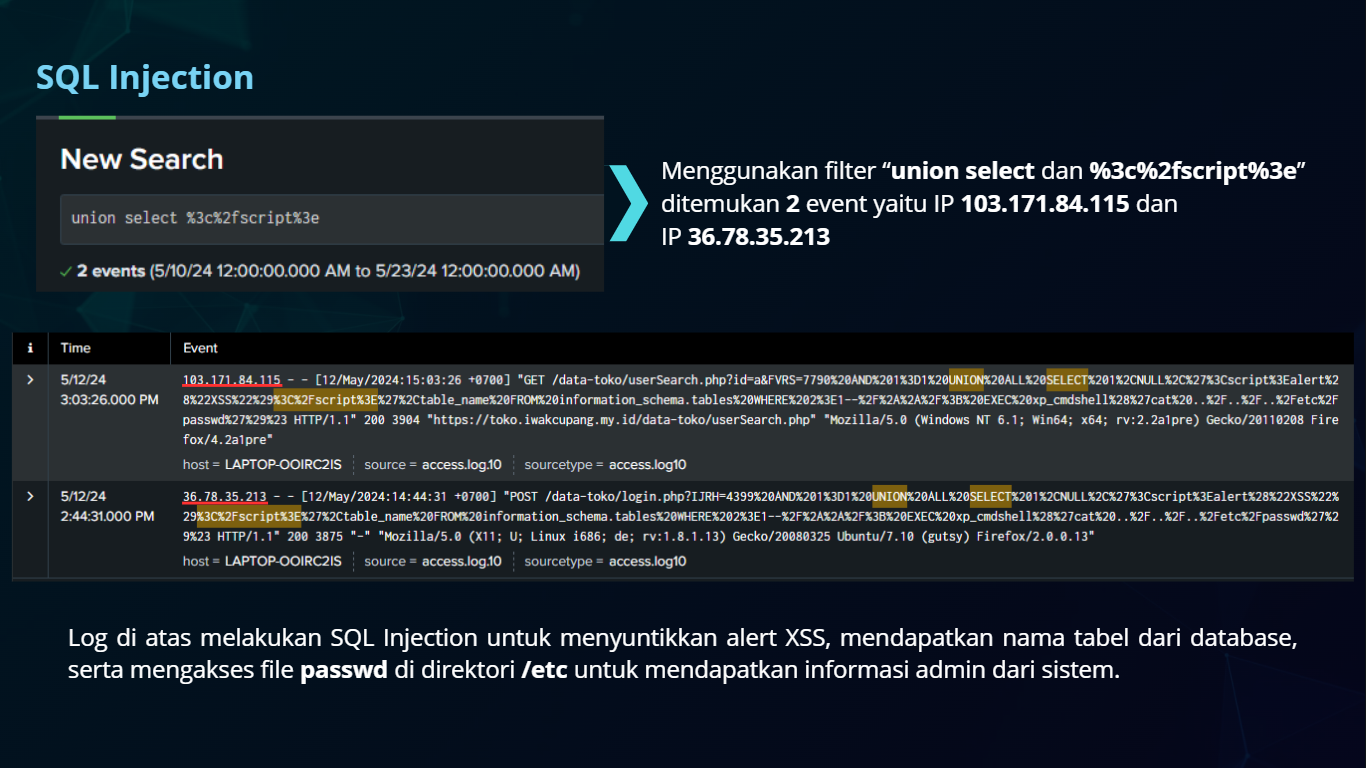 SQL Injection
New Search
union select %3c%2fscript%3e
2 events (5/10/24 12:00:00.000 AM to 5/23/24 12:00:00.000 AM)
Menggunakan filter “union select dan %3c%2fscript%3e”
ditemukan 2 event yaitu IP 103.171.84.115 dan
IP 36.78.35.213
i Time Event
5/12/24
3:03:26.000 PM
103.171.84.115 - - [12/May/2024:15:03:26 +0700] "GET /data-toko/userSearch.php?id=a&FVRS=7790%20AND%201%3D1%20UNION%20ALL%20SELECT%201%2CNULL%2C%27%3Cscript%3Ealert%2
8%22XSS%22%29%3C%2Fscript%3E%27%2Ctable_name%20FROM%20information_schema.tables%20WHERE%202%3E1--%2F%2A%2A%2F%3B%20EXEC%20xp_cmdshell%28%27cat%20..%2F..%2F..%2Fetc%2F
passwd%27%29%23 HTTP/1.1" 200 3904 "https://toko.iwakcupang.my.id/data-toko/userSearch.php" "Mozilla/5.0 (Windows NT 6.1; Win64; x64; rv:2.2a1pre) Gecko/20110208 Fire
fox/4.2a1pre"
host = LAPTOP-OOIRC2IS source = access.log.10 sourcetype = access.log10
5/12/24
2:44:31.000 PM
36.78.35.213 - - [12/May/2024:14:44:31 +0700] "POST /data-toko/login.php?IJRH=4399%20AND%201%3D1%20UNION%20ALL%20SELECT%201%2CNULL%2C%27%3Cscript%3Ealert%28%22XSS%22%
29%3C%2Fscript%3E%27%2Ctable_name%20FROM%20information_schema.tables%20WHERE%202%3E1--%2F%2A%2A%2F%3B%20EXEC%20xp_cmdshell%28%27cat%20..%2F..%2F..%2Fetc%2Fpasswd%27%2
9%23 HTTP/1.1" 200 3875 "-" "Mozilla/5.0 (X11; U; Linux i686; de; rv:1.8.1.13) Gecko/20080325 Ubuntu/7.10 (gutsy) Firefox/2.0.0.13"
host = LAPTOP-OOIRC2IS source = access.log.10 sourcetype = access.log10
Log di atas melakukan SQL Injection untuk menyuntikkan alert XSS, mendapatkan nama tabel dari database,
serta mengakses file passwd di direktori /etc untuk mendapatkan informasi admin dari sistem.